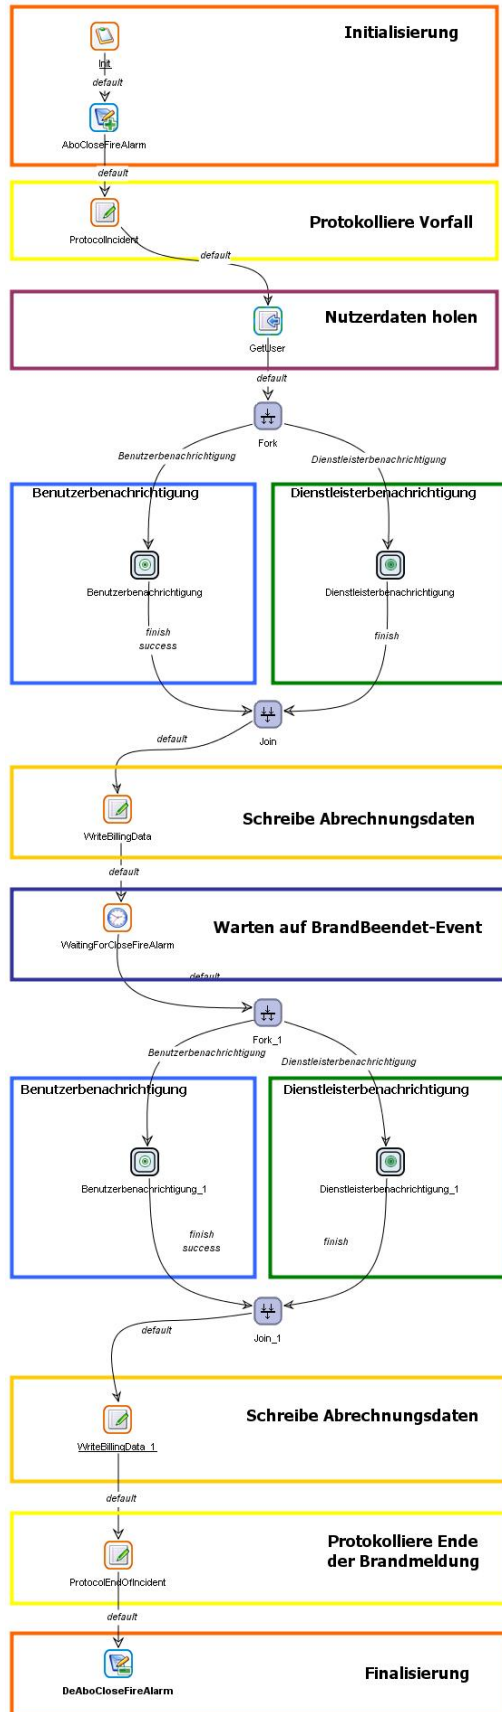 Initialisierung
Init
default
AboCloseFireAlarm
default
Protokolliere Vorfall
ProtocolIncident
default
Nutzerdaten holen
GetUser
default
Fork
Benutzerbenachrichtigung
Dienstleisterbenachrichtigung
Benutzerbenachrichtigung
Dienstleisterbenachrichtigung
Benutzerbenachrichtigung
Dienstleisterbenachrichtigung
finish
success
finish
Join
default
Schreibe Abrechnungsdaten
WriteBillingData
default
Warten auf BrandBeendet-Event
WaitingForCloseFireAlarm
default
Fork_1
Benutzerbenachrichtigung
Dienstleisterbenachrichtigung
Benutzerbenachrichtigung
Dienstleisterbenachrichtigung
Benutzerbenachrichtigung_1
Dienstleisterbenachrichtigung_1
finish
success
finish
Join_1
default
Schreibe Abrechnungsdaten
WriteBillingData_1
default
Protokolliere Ende
der Brandmeldung
ProtocolEndOfIncident
default
Finalisierung
DeAboCloseFireAlarm